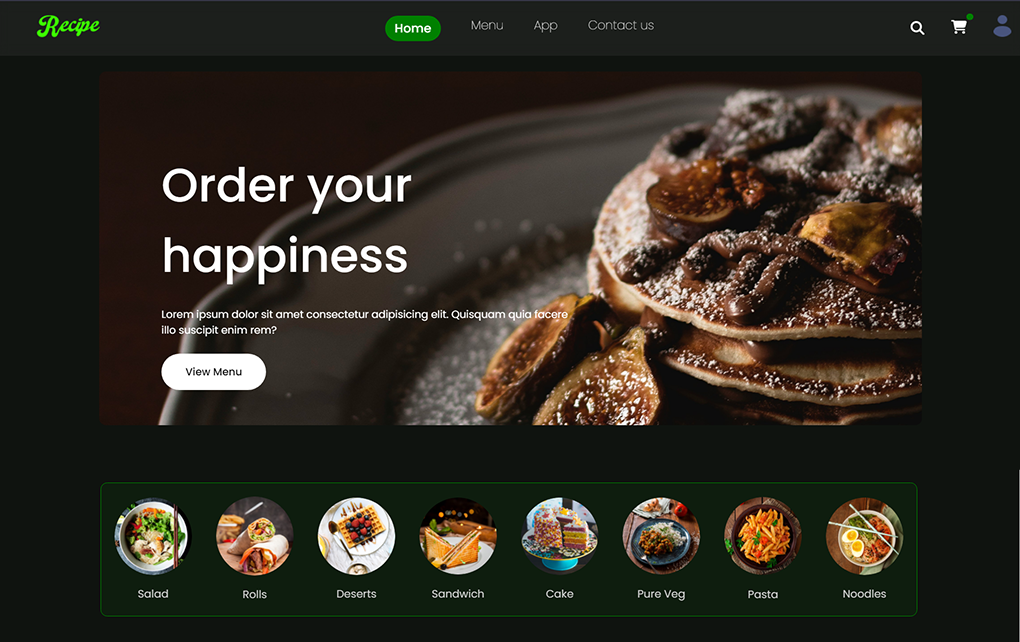 Recipe
Home Menu App Contact us
Order your
happiness
Lorem ipsum dolor sit amet consectetur adipisicing elit. Quisquam quia facere
illo suscipit enim rem?
View Menu
Salad Rolls Deserts Sandwich Cake Pure Veg Pasta Noodles